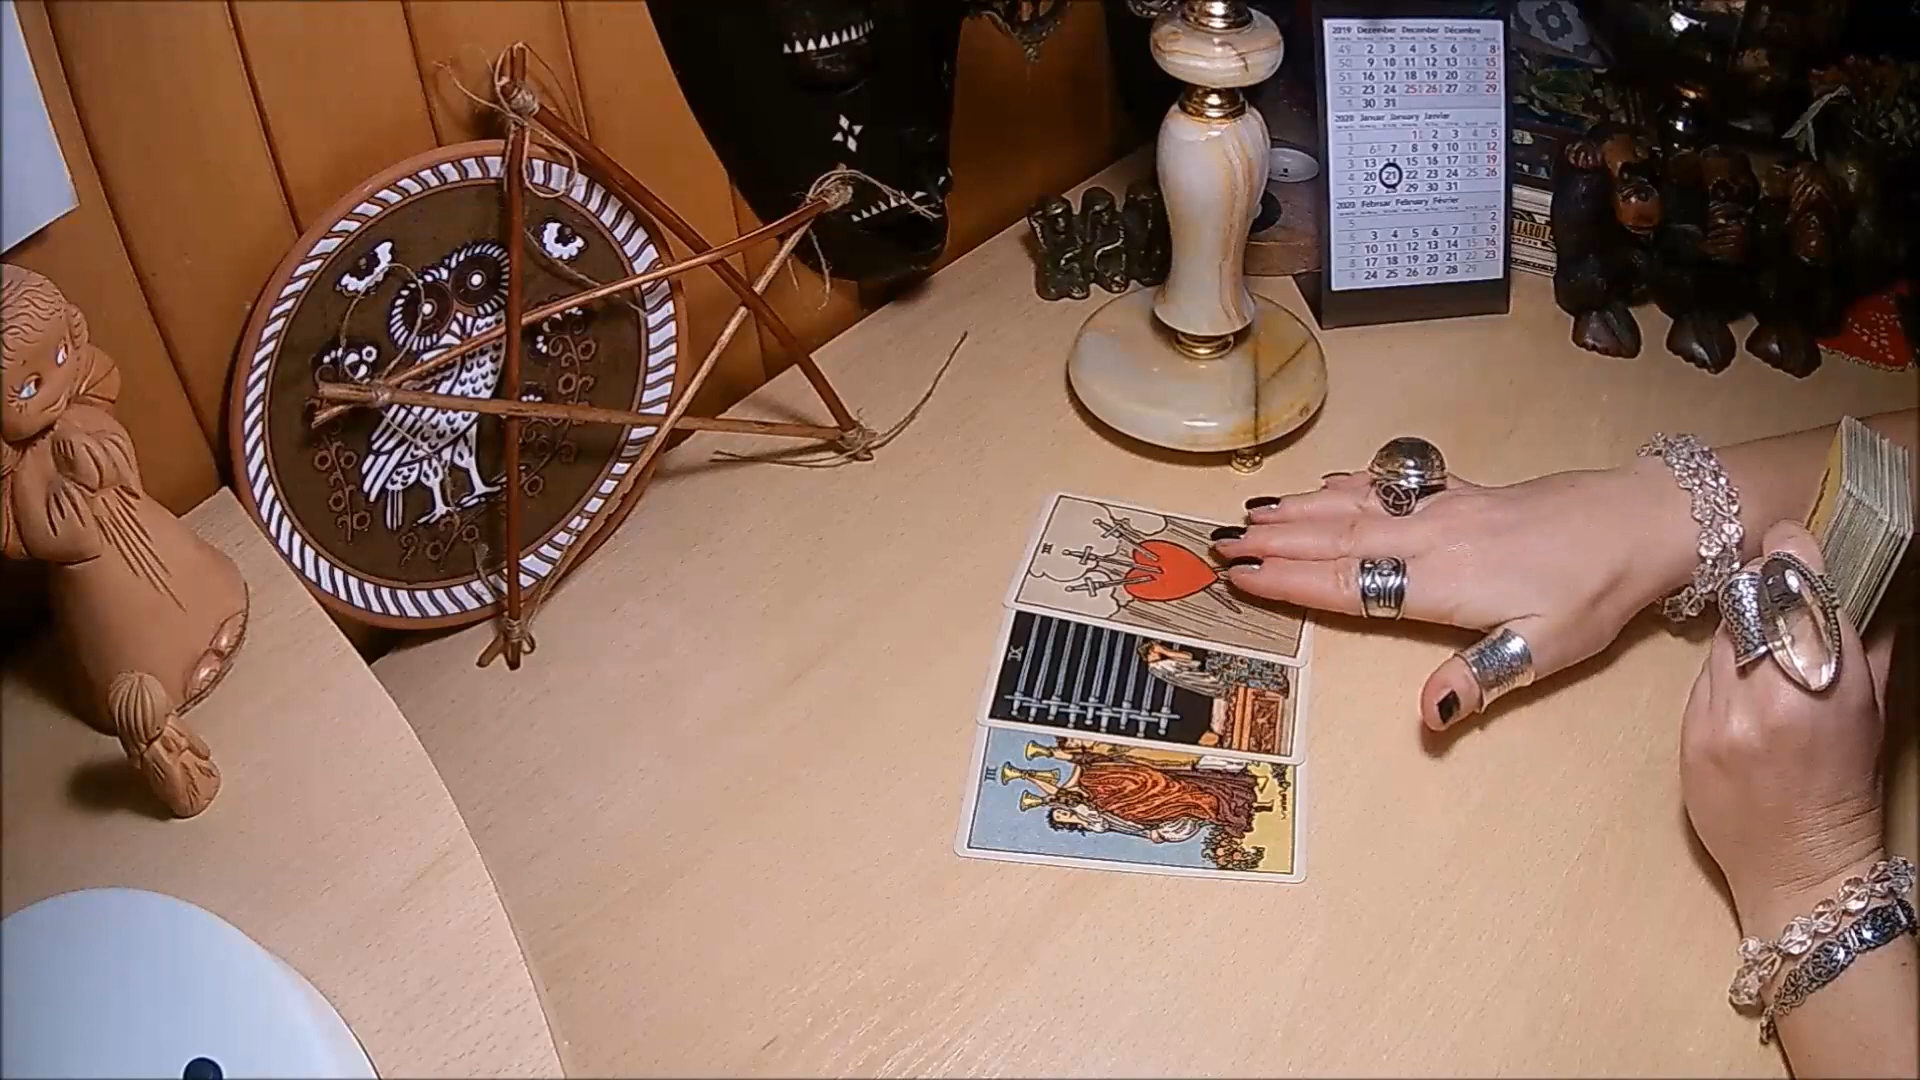 2019 Dezember December Décembre
49 2 3 4 5 6 7 8
50 9 10 11 12 13 14 15
51 16 17 18 19 20 21 22
52 23 24 25 26 27 28 29
1 30 31
2020 Januar January Janvier
1 1 2 3 4 5
2 6 7 8 9 10 11 12
3 13 14 15 16 17 18 19
4 20 21 22 23 24 25 26
5 27 28 29 30 31
2020 Februar February Février
5 1 2
6 3 4 5 6 7 8 9
7 10 11 12 13 14 15 16
8 17 18 19 20 21 22 23
9 24 25 26 27 28 29
TAROT
III
IX
III